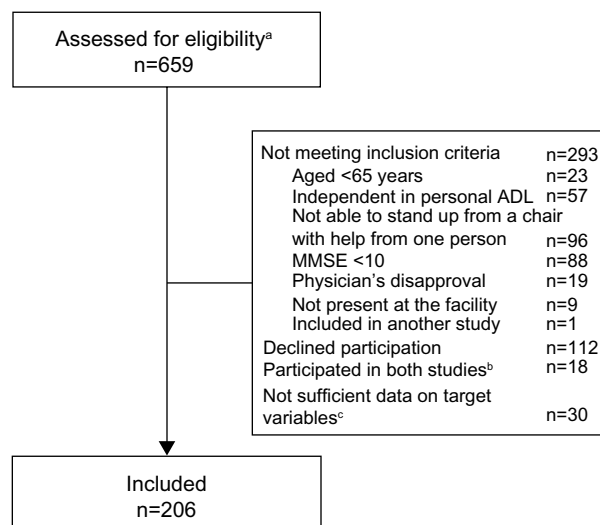 Assessed for eligibilityᵃ
n=659
Not meeting inclusion criteria n=293
Aged <65 years n=23
Independent in personal ADL n=57
Not able to stand up from a chair
with help from one person n=96
MMSE <10 n=88
Physician’s disapproval n=19
Not present at the facility n=9
Included in another study n=1
Declined participation n=112
Participated in both studiesᵇ n=18
Not sufficient data on target
variablesᶜ n=30
Included
n=206